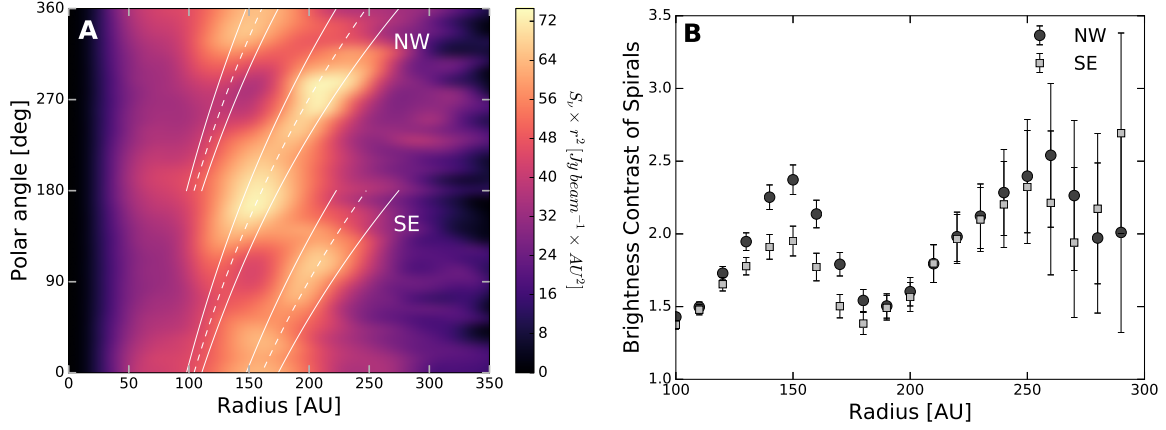 A
NW
SE
360
270
180
90
0
Polar angle [deg]
0 50 100 150 200 250 300 350
Radius [AU]
72
64
56
48
40
32
24
16
8
0
Sν × r² [Jy beam⁻¹ × AU²]
B
NW
SE
3.5
3.0
2.5
2.0
1.5
1.0
Brightness Contrast of Spirals
100 150 200 250 300
Radius [AU]